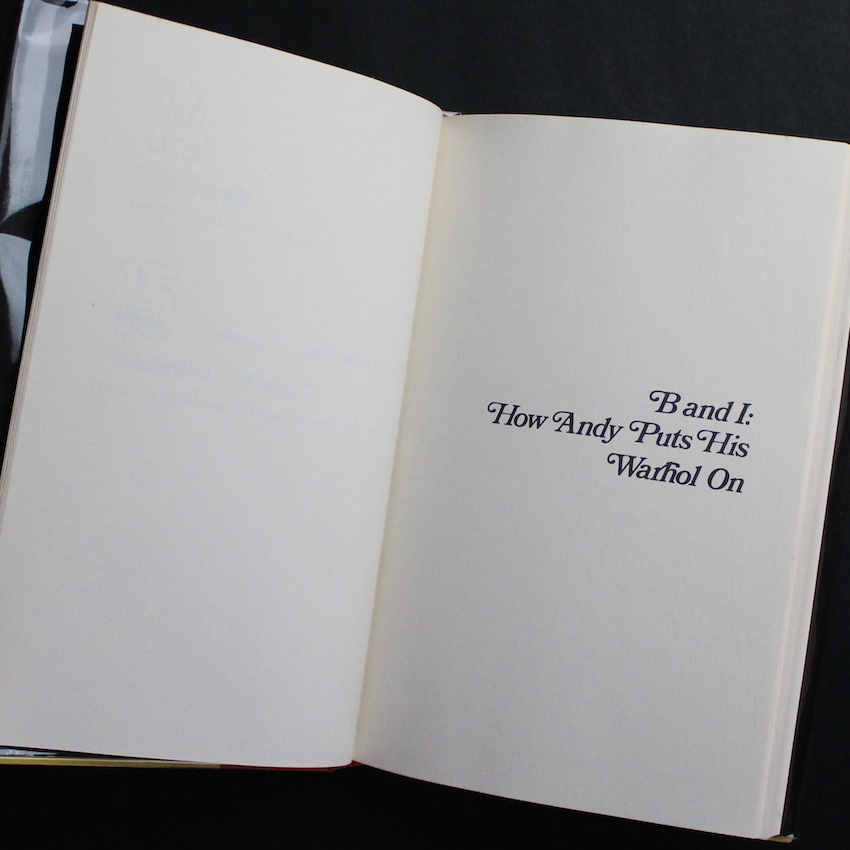 B and I:
How Andy Puts His
Warhol On